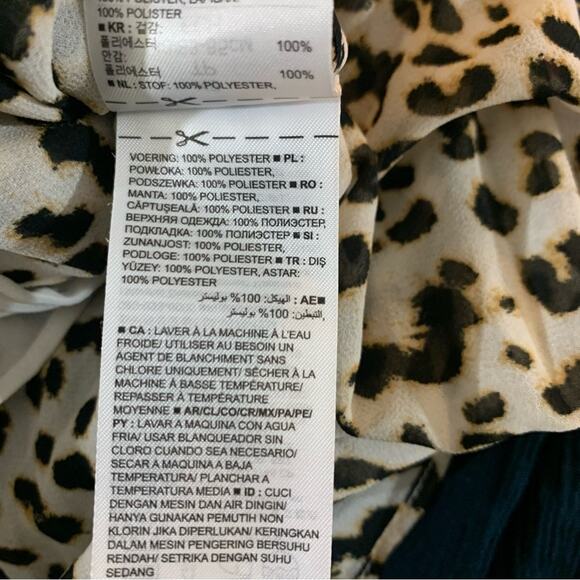 100% POLIESTER
■ KR : 겉감:
폴리에스터 100%
안감:
폴리에스터 100%
■ NL : STOF: 100% POLYESTER,
VOERING: 100% POLYESTER ■ PL :
POWŁOKA: 100% POLYESTER,
PODSZEWKA: 100% POLYESTER ■ RO :
MANTA: 100% POLYESTER,
CĂPTUŞEALĂ: 100% POLYESTER ■ RU :
ВЕРХНЯЯ ОДЕЖДА: 100% ПОЛИЭСТЕР,
ПОДКЛАДКА: 100% ПОЛИЭСТЕР ■ SI :
ZUNANJOST: 100% POLYESTER,
PODLOGE: 100% POLYESTER ■ TR : DIŞ
YÜZEY: 100% POLYESTER, ASTAR:
100% POLYESTER
■AE : الهيكل: 100% بوليستر
,التبطين: 100% بوليستر
■ CA : LAVER À LA MACHINE À L'EAU
FROIDE/ UTILISER AU BESOIN UN
AGENT DE BLANCHIMENT SANS
CHLORE UNIQUEMENT/ SÉCHER À LA
MACHINE À BASSE TEMPÉRATURE/
REPASSER À TEMPÉRATURE
MOYENNE ■ AR/CL/CO/CR/MX/PA/PE/
PY : LAVAR A MAQUINA CON AGUA
FRIA/ USAR BLANQUEADOR SIN
CLORO CUANDO SEA NECESARIO/
SECAR A MAQUINA A BAJA
TEMPERATURA/ PLANCHAR A
TEMPERATURA MEDIA ■ ID : CUCI
DENGAN MESIN DAN AIR DINGIN/
HANYA GUNAKAN PEMUTIH NON
KLORIN JIKA DIPERLUKAN/ KERINGKAN
DALAM MESIN PENGERING BERSUHU
RENDAH/ SETRIKA DENGAN SUHU
SEDANG